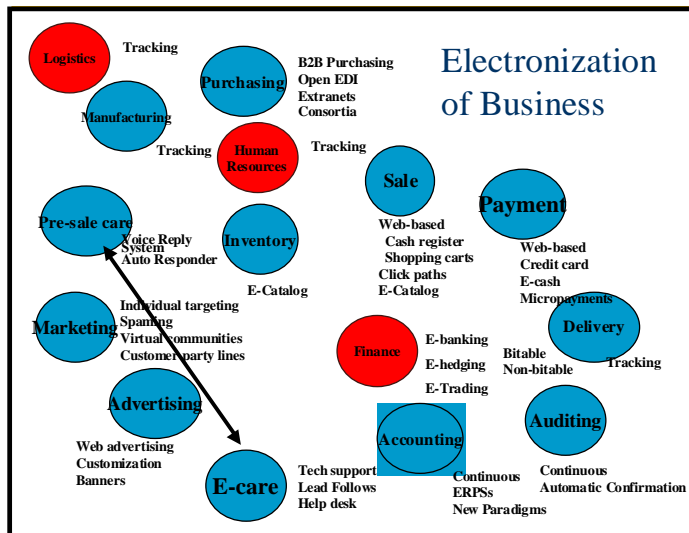 Electronization
of Business
Logistics
Tracking
Manufacturing
Tracking
Purchasing
B2B Purchasing
Open EDI
Extranets
Consortia
Human
Resources
Tracking
Sale
Web-based
Cash register
Shopping carts
Click paths
E-Catalog
Payment
Web-based
Credit card
E-cash
Micropayments
Pre-sale care
Voice Reply
System
Auto Responder
Inventory
E-Catalog
Marketing
Individual targeting
Spaming
Virtual communities
Customer party lines
Finance
E-banking
E-hedging
E-Trading
Delivery
Bitable
Non-bitable
Tracking
Advertising
Web advertising
Customization
Banners
E-care
Tech support
Lead Follows
Help desk
Accounting
Continuous
ERPSs
New Paradigms
Auditing
Continuous
Automatic Confirmation